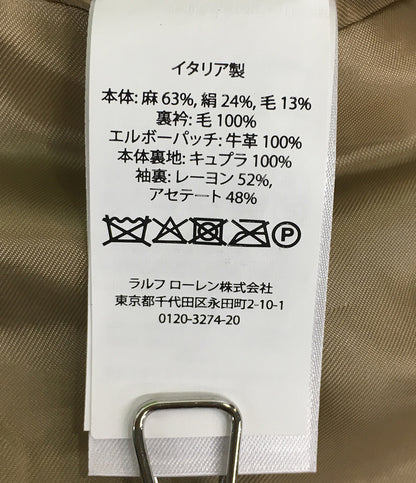 イタリア製
本体: 麻 63%, 絹 24%, 毛 13%
裏衿: 毛 100%
エルボーパッチ: 牛革 100%
本体裏地: キュプラ 100%
袖裏: レーヨン 52%,
アセテート 48%
P
ラルフ ローレン株式会社
東京都千代田区永田町2-10-1
0120-3274-20